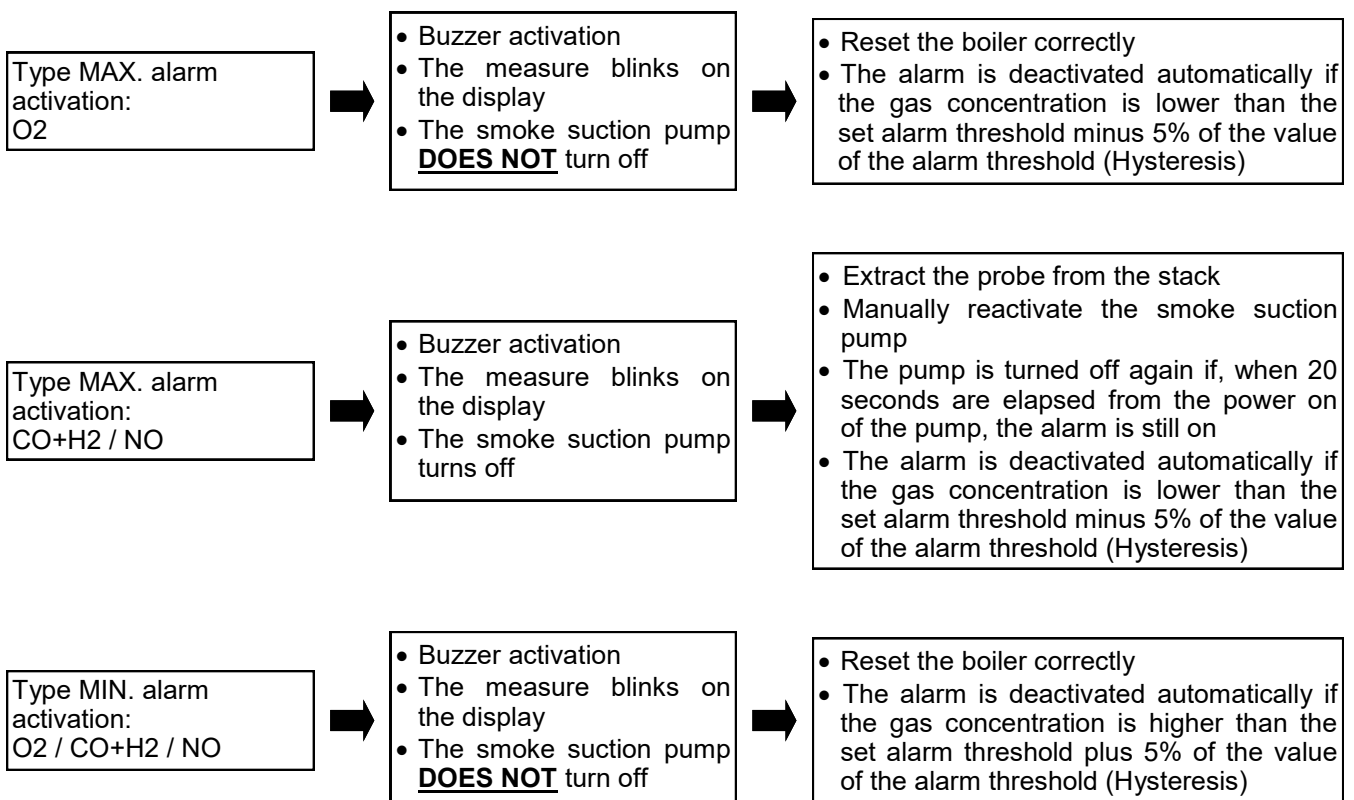 Type MAX. alarm
activation:
O2
• Buzzer activation
• The measure blinks on
the display
• The smoke suction pump
DOES NOT turn off
• Reset the boiler correctly
• The alarm is deactivated automatically if
the gas concentration is lower than the
set alarm threshold minus 5% of the value
of the alarm threshold (Hysteresis)
Type MAX. alarm
activation:
CO+H2 / NO
• Buzzer activation
• The measure blinks on
the display
• The smoke suction pump
turns off
• Extract the probe from the stack
• Manually reactivate the smoke suction
pump
• The pump is turned off again if, when 20
seconds are elapsed from the power on
of the pump, the alarm is still on
• The alarm is deactivated automatically if
the gas concentration is lower than the
set alarm threshold minus 5% of the value
of the alarm threshold (Hysteresis)
Type MIN. alarm
activation:
O2 / CO+H2 / NO
• Buzzer activation
• The measure blinks on
the display
• The smoke suction pump
DOES NOT turn off
• Reset the boiler correctly
• The alarm is deactivated automatically if
the gas concentration is higher than the
set alarm threshold plus 5% of the value
of the alarm threshold (Hysteresis)